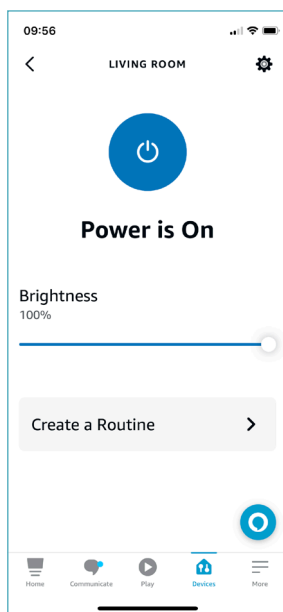 09:56
LIVING ROOM
Power is On
Brightness
100%
Create a Routine
Home Communicate Play Devices More